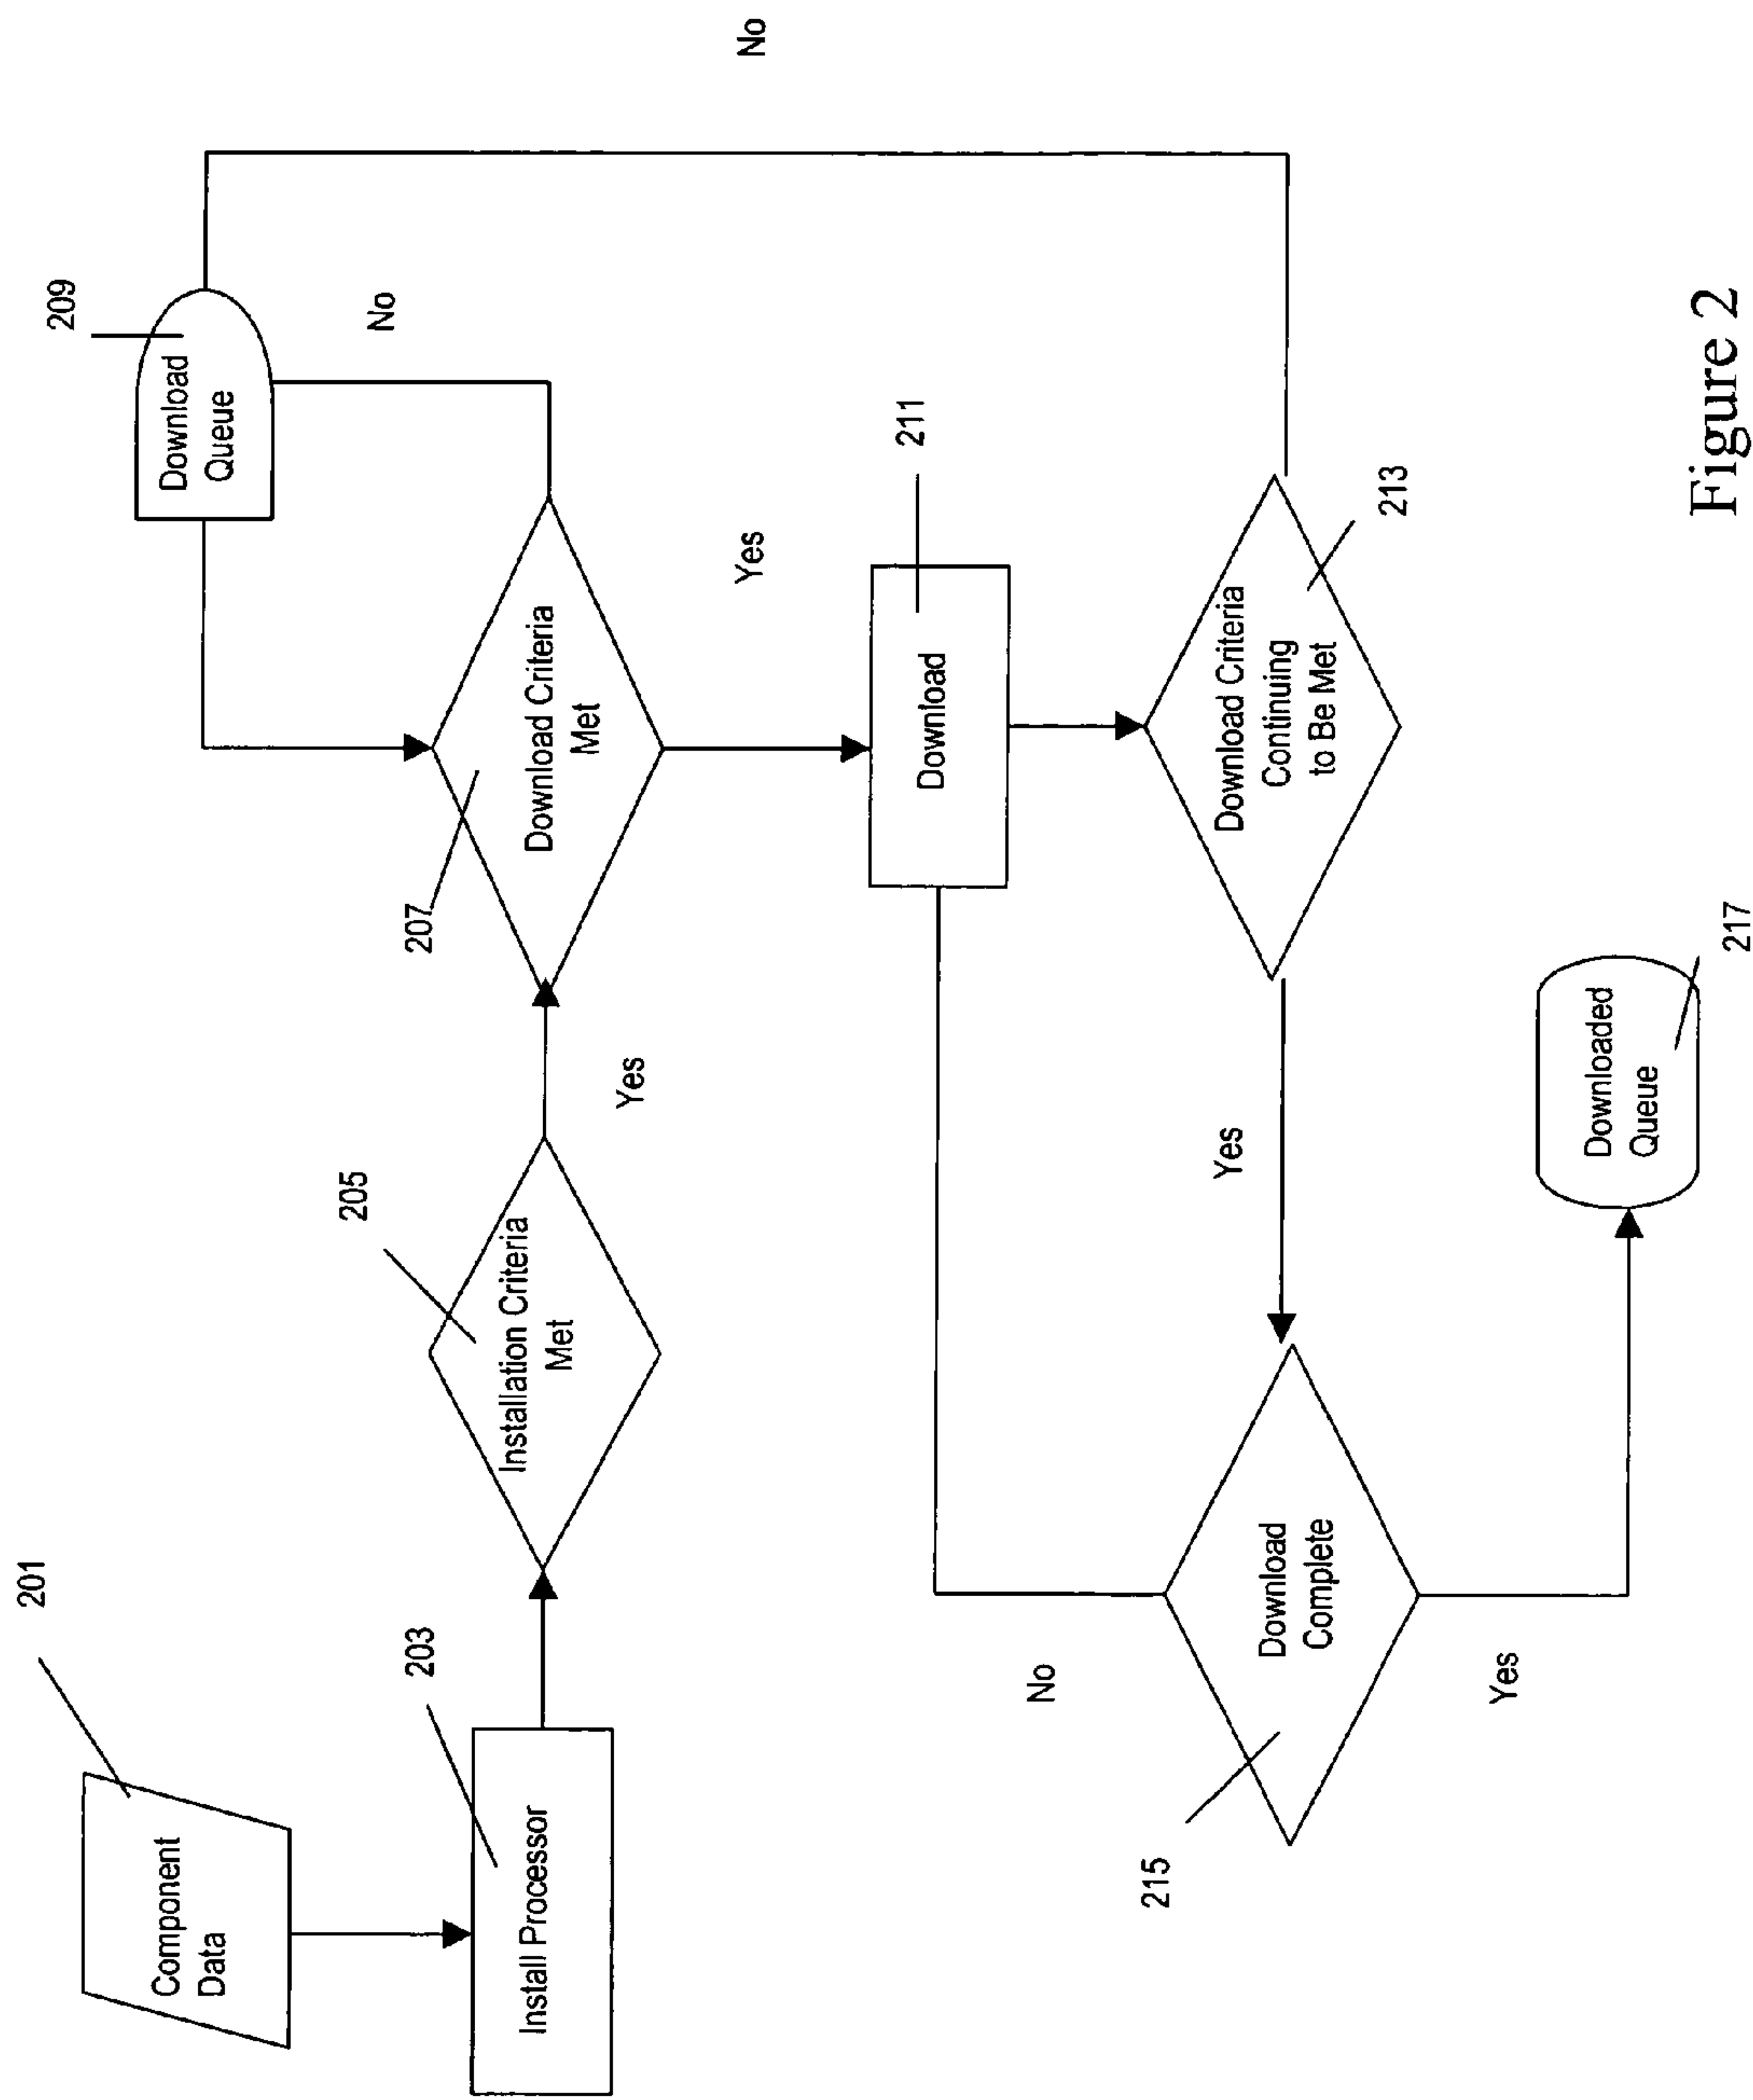 201
Component
Data
203
Install Processor
205
Installation Criteria
Met
Yes
207
Download Criteria
Met
209
Download
Queue
No
Yes
No
211
Download
213
Download Criteria
Continuing
to Be Met
Yes
215
Download
Complete
No
Yes
217
Downloaded
Queue
Figure 2